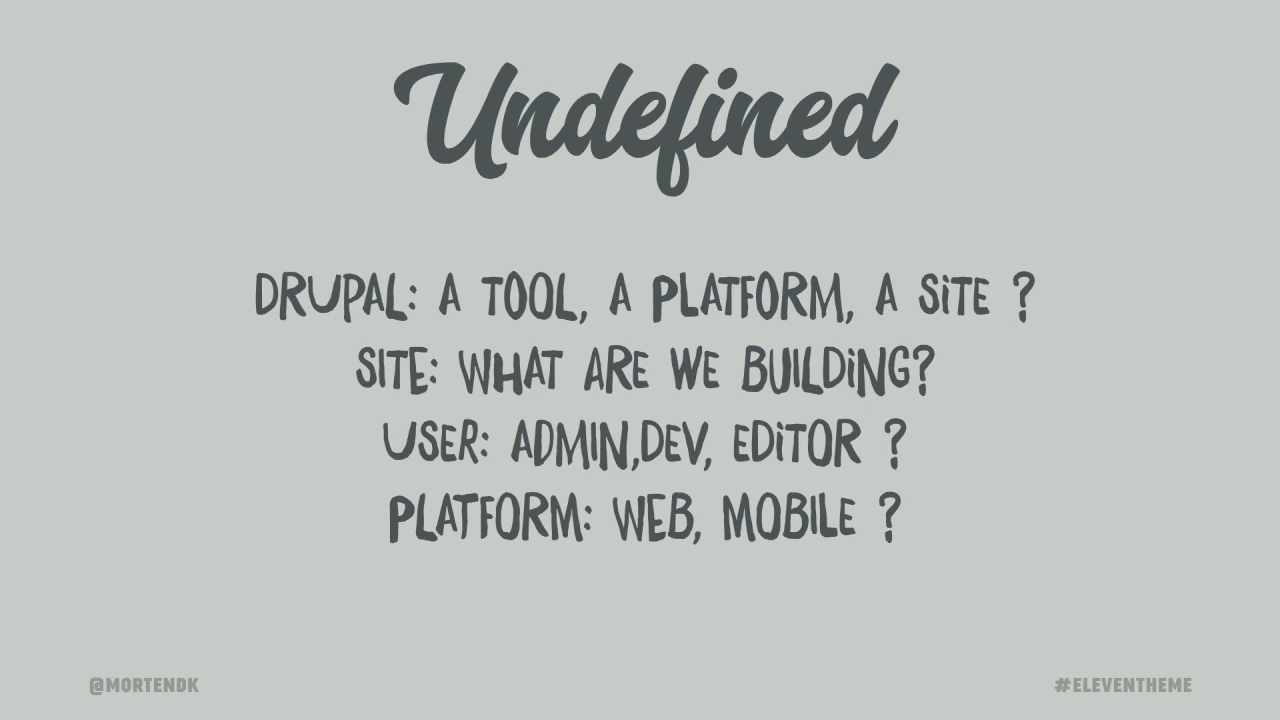 Undefined
DRUPAL: A TOOL, A PLATFORM, A SiTE ?
SITE: WHAT ARE WE BUILDiNG?
USER: ADMIN,DEV, EDiTOR ?
PLATFORM: WEB, MOBILE ?
@MORTENDK
#ELEVENTHEME